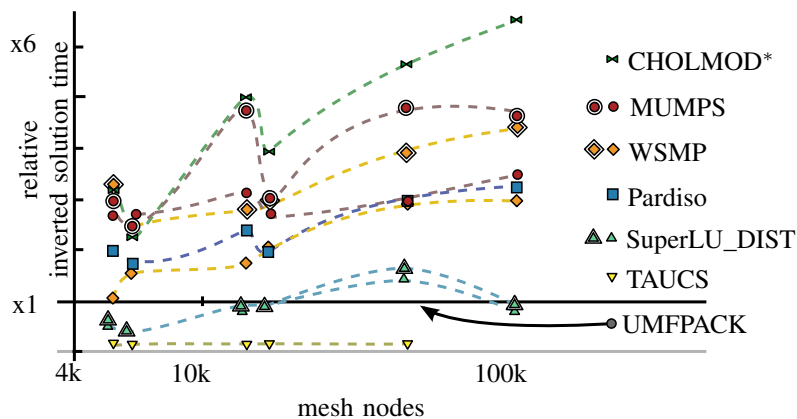 x6
relative
inverted solution time
x1
4k
10k
100k
mesh nodes
CHOLMOD*
MUMPS
WSMP
Pardiso
SuperLU_DIST
TAUCS
UMFPACK